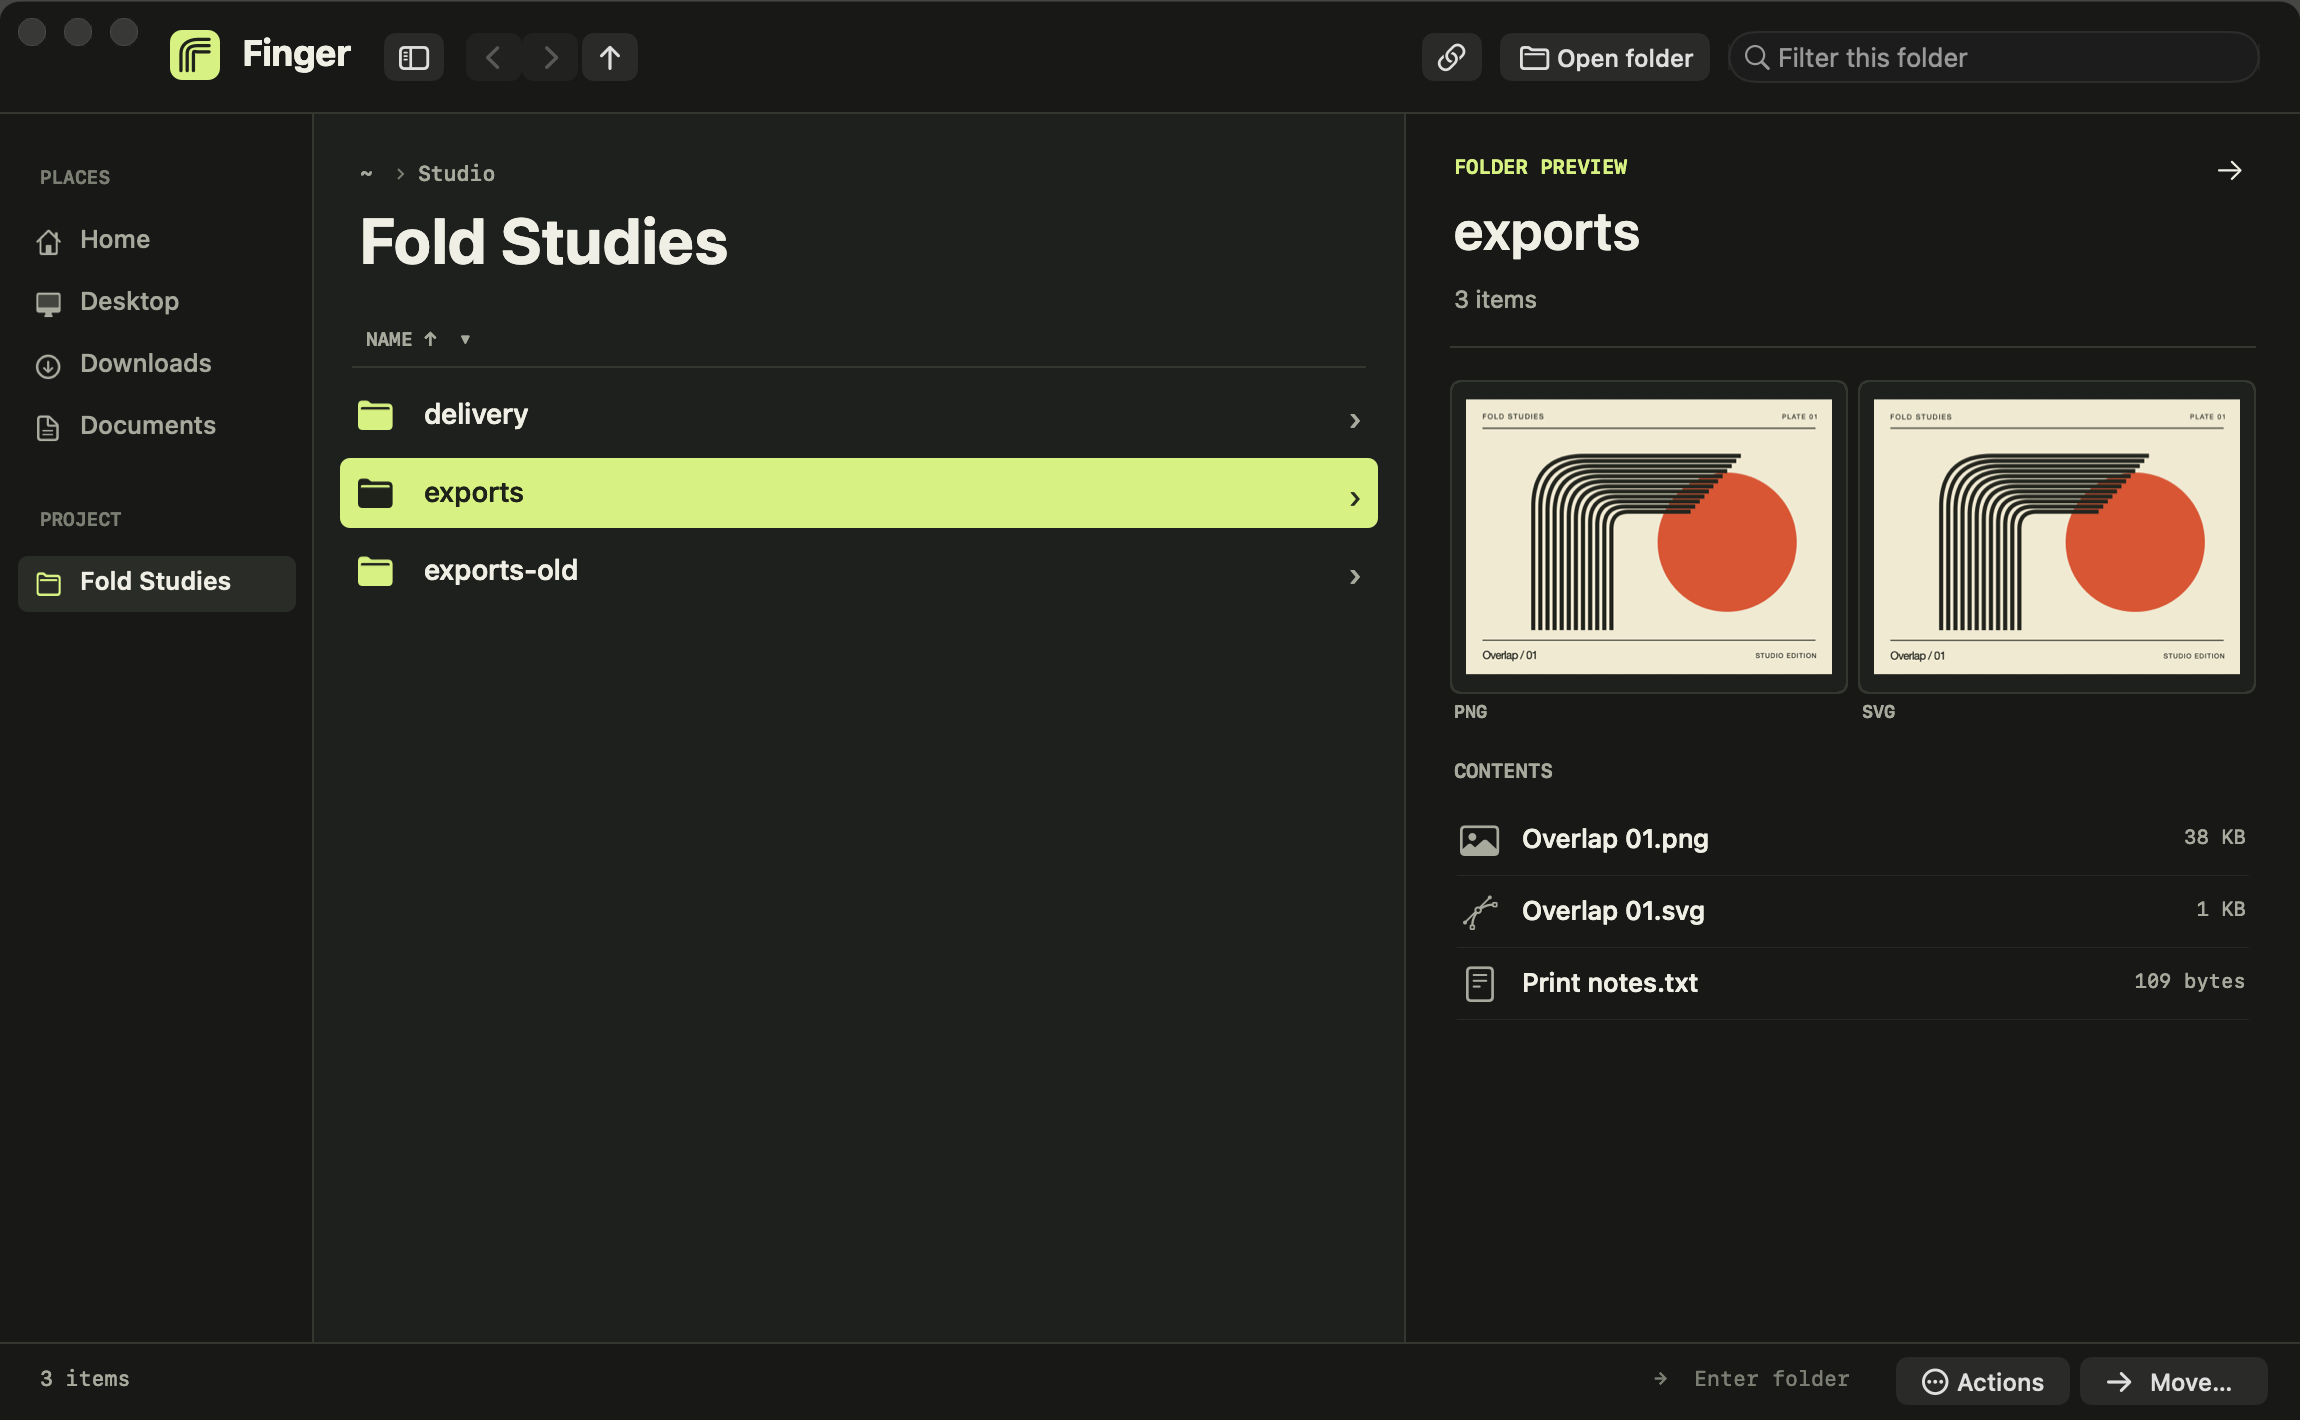 Finger
Open folder
Filter this folder
PLACES
Home
Desktop
Downloads
Documents
PROJECT
Fold Studies
~ › Studio
Fold Studies
NAME ↑ ▼
delivery
exports
exports-old
FOLDER PREVIEW
exports
3 items
FOLD STUDIES PLATE 01
Overlap / 01 STUDIO EDITION
PNG
FOLD STUDIES PLATE 01
Overlap / 01 STUDIO EDITION
SVG
CONTENTS
Overlap 01.png 38 KB
Overlap 01.svg 1 KB
Print notes.txt 109 bytes
3 items
→ Enter folder
Actions
→ Move...